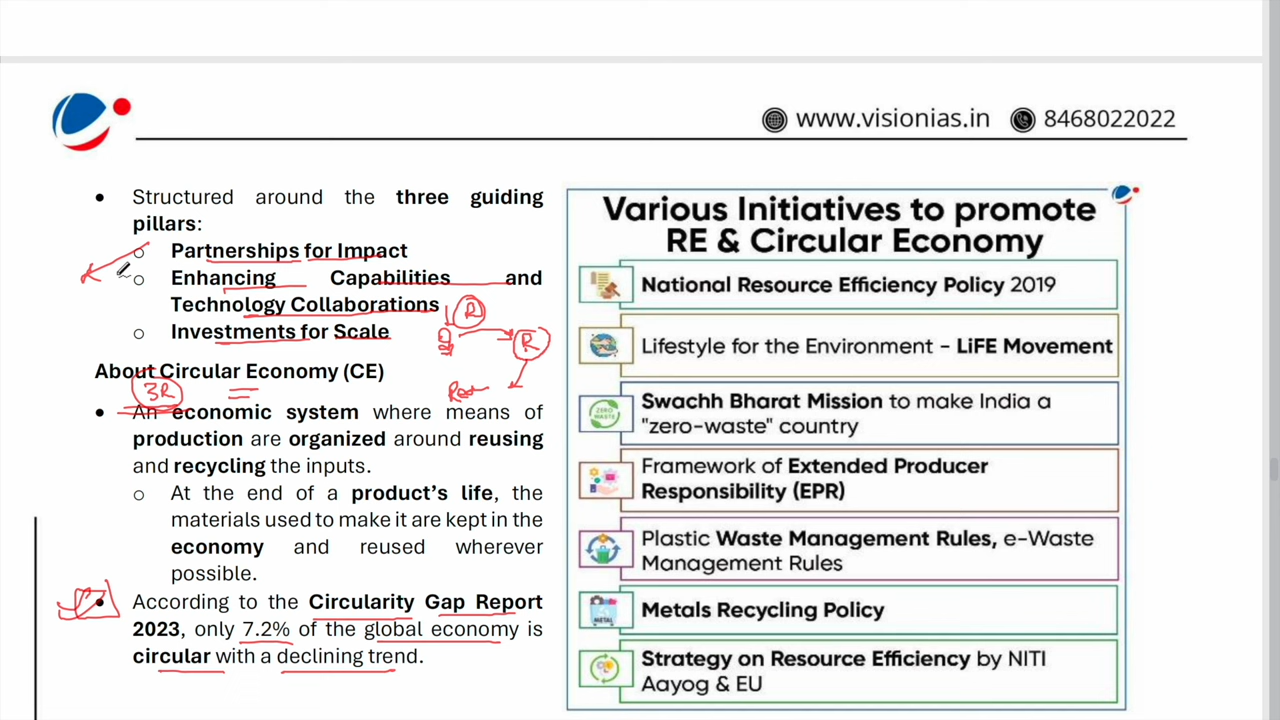 www.visionias.in 8468022022
• Structured around the three guiding
pillars:
o Partnerships for Impact
o Enhancing Capabilities and
Technology Collaborations
o Investments for Scale
R
R
About Circular Economy (CE)
3R
• An economic system where means of
production are organized around reusing
and recycling the inputs.
o At the end of a product's life, the
materials used to make it are kept in the
economy and reused wherever
possible.
• According to the Circularity Gap Report
2023, only 7.2% of the global economy is
circular with a declining trend.
Various Initiatives to promote
RE & Circular Economy
National Resource Efficiency Policy 2019
Lifestyle for the Environment - LiFE Movement
ZERO WASTE
Swachh Bharat Mission to make India a
"zero-waste" country
Framework of Extended Producer
Responsibility (EPR)
Plastic Waste Management Rules, e-Waste
Management Rules
METAL
Metals Recycling Policy
Strategy on Resource Efficiency by NITI
Aayog & EU